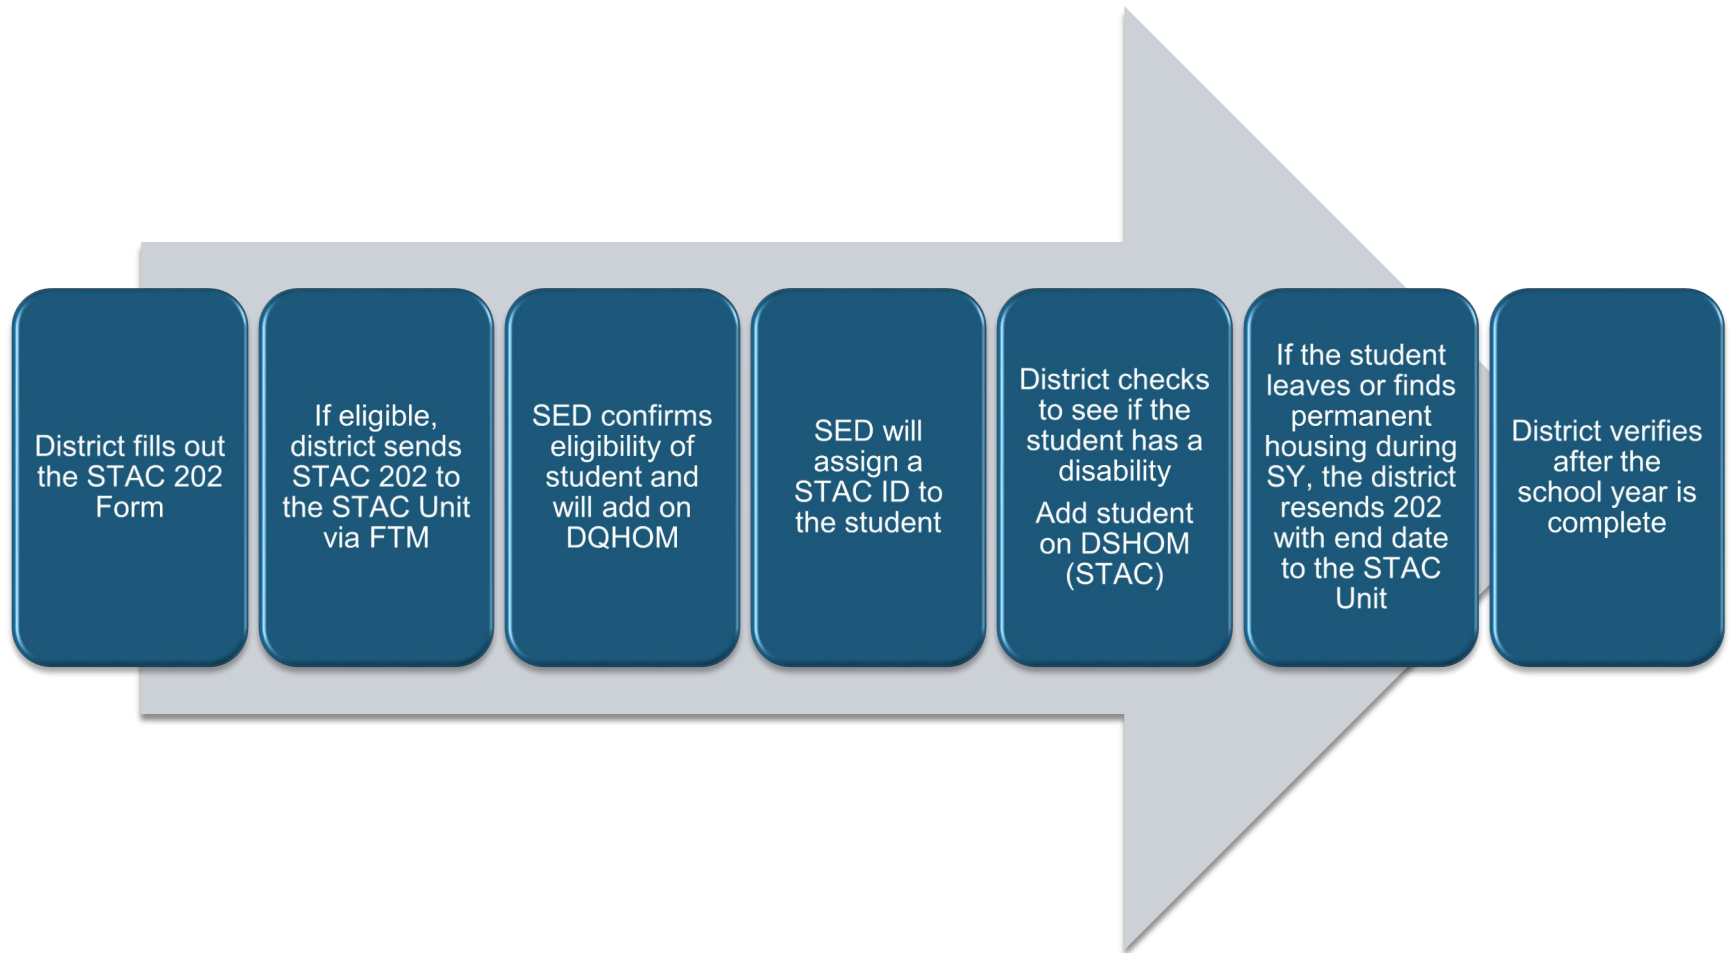 District fills out
the STAC 202
Form
If eligible,
district sends
STAC 202 to
the STAC Unit
via FTM
SED confirms
eligibility of
student and
will add on
DQHOM
SED will
assign a
STAC ID to
the student
District checks
to see if the
student has a
disability
Add student
on DSHOM
(STAC)
If the student
leaves or finds
permanent
housing during
SY, the district
resends 202
with end date
to the STAC
Unit
District verifies
after the
school year is
complete